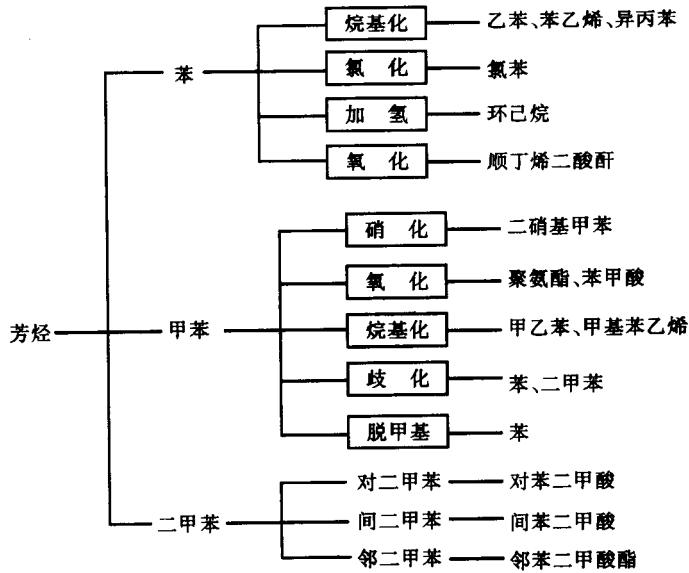 烷基化 乙苯、苯乙烯、异丙苯
苯 氯化 氯苯
加氢 环己烷
氧化 顺丁烯二酸酐
硝化 二硝基甲苯
氧化 聚氨酯、苯甲酸
芳烃 甲苯 烷基化 甲乙苯、甲基苯乙烯
歧化 苯、二甲苯
脱甲基 苯
对二甲苯 对苯二甲酸
二甲苯 间二甲苯 间苯二甲酸
邻二甲苯 邻苯二甲酸酯